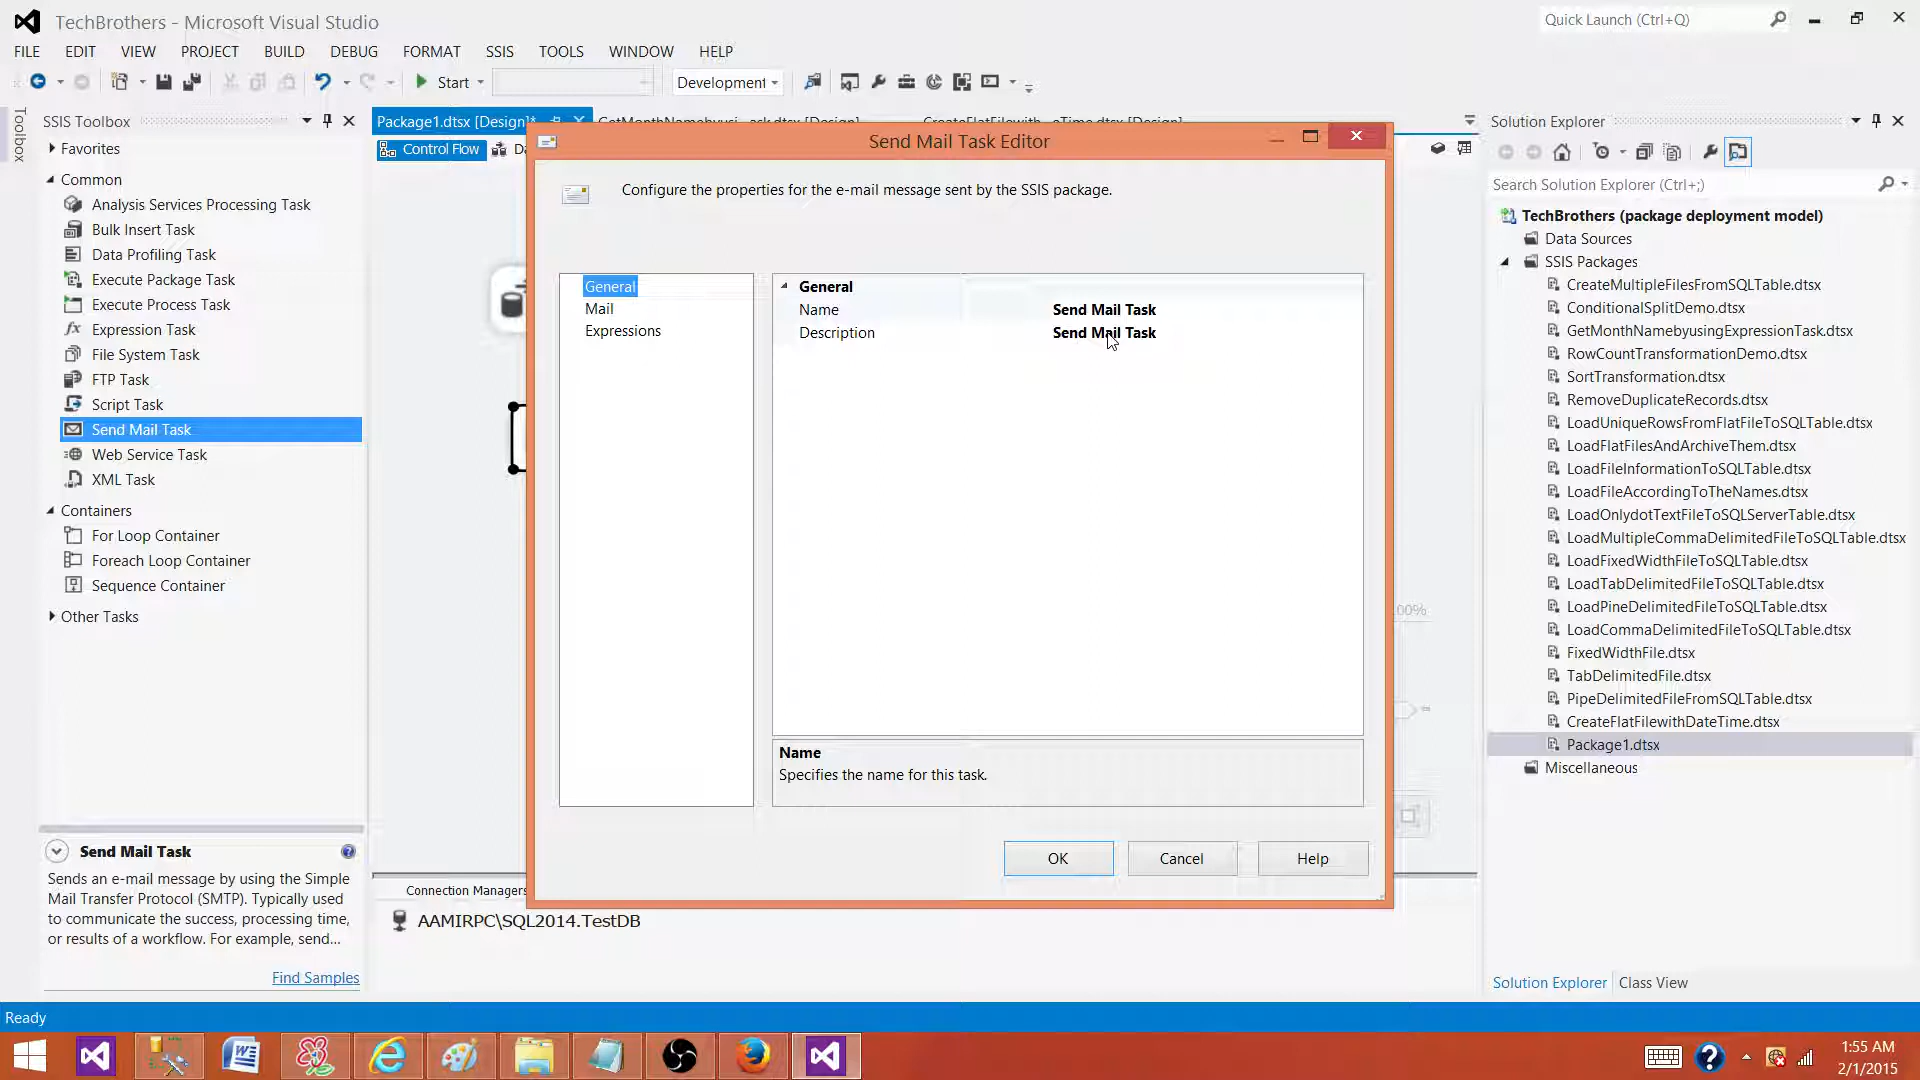 TechBrothers - Microsoft Visual Studio
Quick Launch (Ctrl+Q)
FILE EDIT VIEW PROJECT BUILD DEBUG FORMAT SSIS TOOLS WINDOW HELP
Start Development
Toolbox
SSIS Toolbox
Favorites
Common
Analysis Services Processing Task
Bulk Insert Task
Data Profiling Task
Execute Package Task
Execute Process Task
Expression Task
File System Task
FTP Task
Script Task
Send Mail Task
Web Service Task
XML Task
Containers
For Loop Container
Foreach Loop Container
Sequence Container
Other Tasks
Send Mail Task
Sends an e-mail message by using the Simple
Mail Transfer Protocol (SMTP). Typically used
to communicate the success, processing time,
or results of a workflow. For example, send...
Find Samples
Package1.dtsx [Design]*
Control Flow
Send Mail Task Editor
Configure the properties for the e-mail message sent by the SSIS package.
General
Mail
Expressions
General
Name Send Mail Task
Description Send Mail Task
Name
Specifies the name for this task.
OK Cancel Help
Connection Managers
AAMIRPC\SQL2014.TestDB
Solution Explorer
Search Solution Explorer (Ctrl+;)
TechBrothers (package deployment model)
Data Sources
SSIS Packages
CreateMultipleFilesFromSQLTable.dtsx
ConditionalSplitDemo.dtsx
GetMonthNamebyusingExpressionTask.dtsx
RowCountTransformationDemo.dtsx
SortTransformation.dtsx
RemoveDuplicateRecords.dtsx
LoadUniqueRowsFromFlatFileToSQLTable.dtsx
LoadFlatFilesAndArchiveThem.dtsx
LoadFileInformationToSQLTable.dtsx
LoadFileAccordingToTheNames.dtsx
LoadOnlydotTextFileToSQLServerTable.dtsx
LoadMultipleCommaDelimitedFileToSQLTable.dtsx
LoadFixedWidthFileToSQLTable.dtsx
LoadTabDelimitedFileToSQLTable.dtsx
LoadPineDelimitedFileToSQLTable.dtsx
LoadCommaDelimitedFileToSQLTable.dtsx
FixedWidthFile.dtsx
TabDelimitedFile.dtsx
PipeDelimitedFileFromSQLTable.dtsx
CreateFlatFilewithDateTime.dtsx
Package1.dtsx
Miscellaneous
Solution Explorer Class View
Ready
1:55 AM
2/1/2015